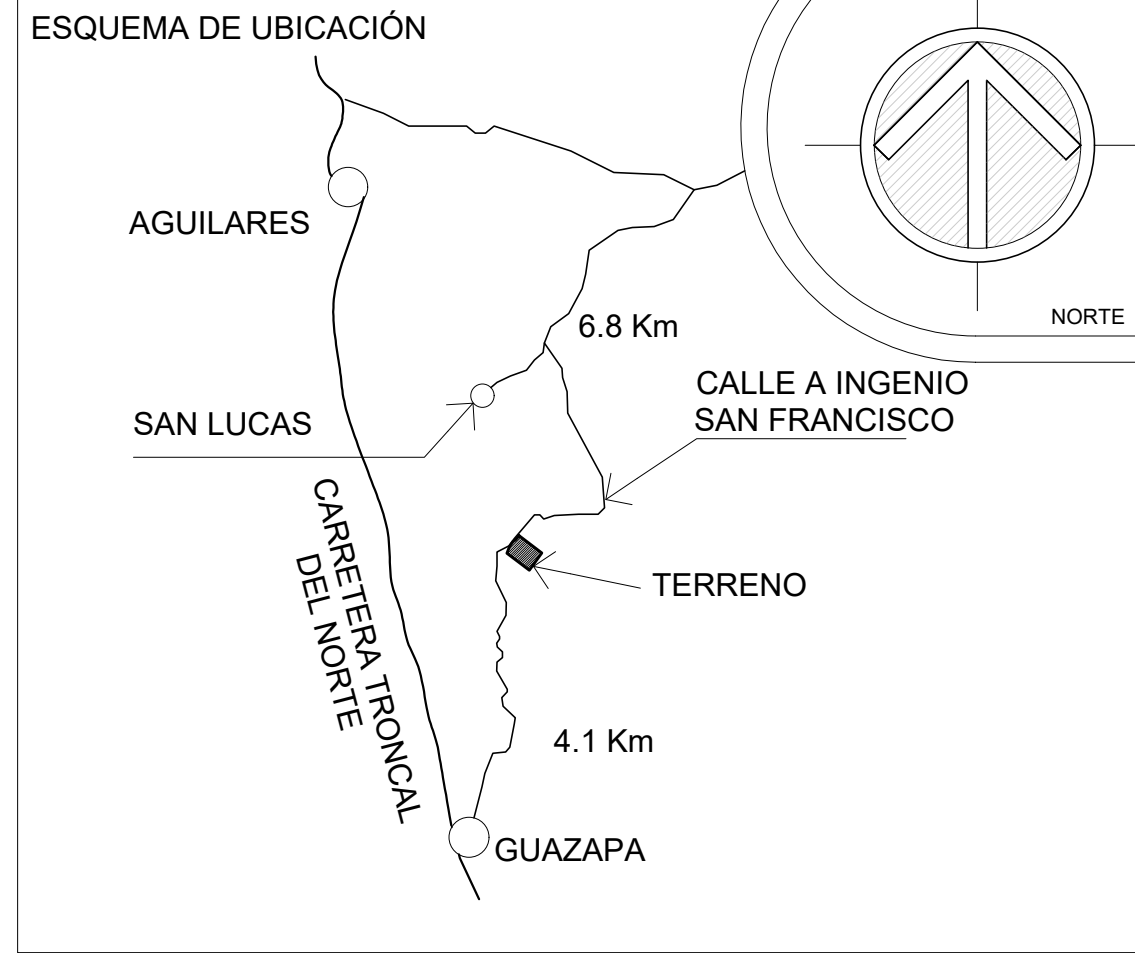 ESQUEMA DE UBICACIÓN
AGUILARES
NORTE
6.8 Km
CALLE A INGENIO
SAN FRANCISCO
SAN LUCAS
CARRETERA TRONCAL
DEL NORTE
TERRENO
4.1 Km
GUAZAPA